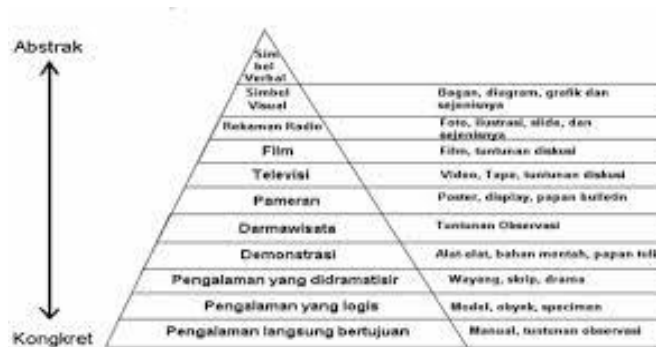 Abstrak
Sim
bol
Verbal
Simbol
Visual
Bagan, diagram, grafik dan
sejenisnya
Rekaman Radio
Foto, ilustrasi, slide, dan
sejenisnya
Film
Film, tuntunan diskusi
Televisi
Video, Tape, tuntunan diskusi
Pameran
Poster, display, papan bulletin
Darmawisata
Tuntunan Observasi
Demonstrasi
Alat-alat, bahan mentah, papan tuli
Pengalaman yang didramatisir
Wayang, skrip, drama
Pengalaman yang logis
Model, obyek, specimen
Kongkret
Pengalaman langsung bertujuan
Manual, tuntunan observasi